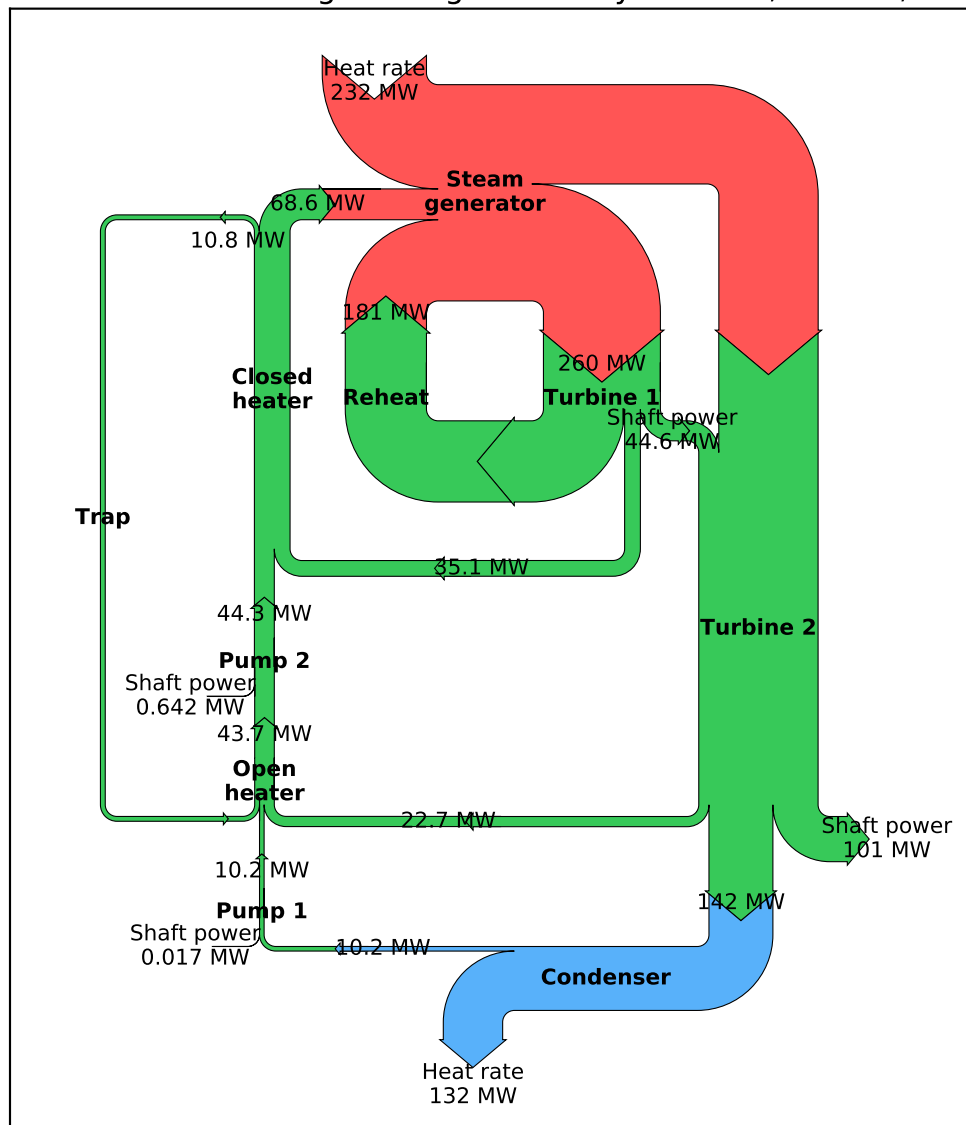 Heat rate
232 MW
Steam
generator
68.6 MW
10.8 MW
181 MW
260 MW
Closed
heater
Reheat
Turbine 1
Shaft power
44.6 MW
Trap
35.1 MW
44.3 MW
Turbine 2
Pump 2
Shaft power
0.642 MW
43.7 MW
Open
heater
22.7 MW
Shaft power
101 MW
10.2 MW
142 MW
Pump 1
Shaft power
0.017 MW
10.2 MW
Condenser
Heat rate
132 MW